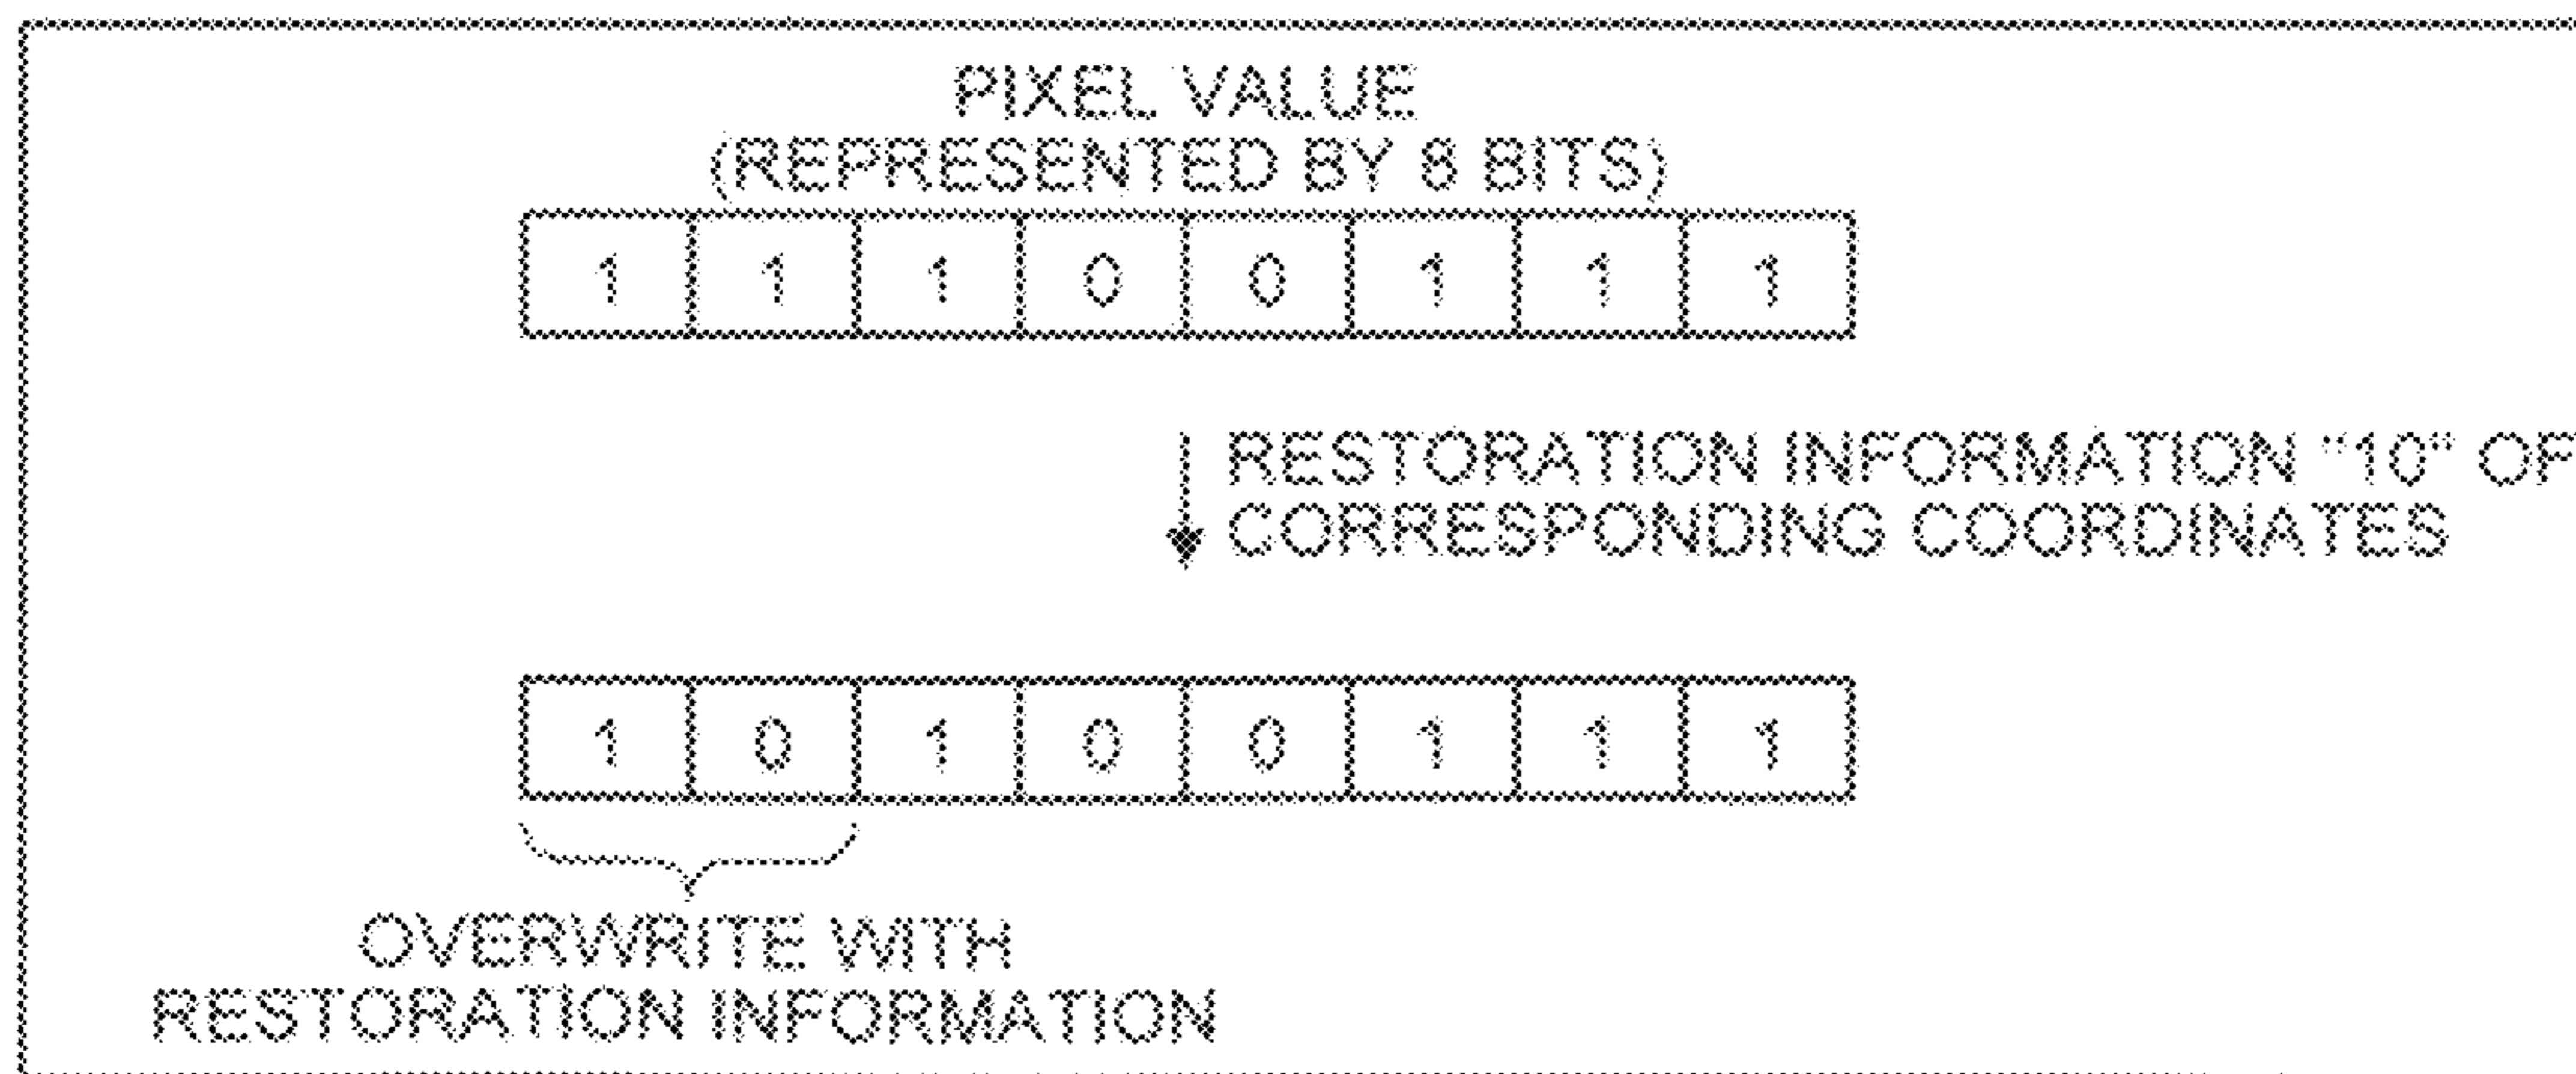 PIXEL VALUE
(REPRESENTED BY 8 BITS)
1 1 1 0 0 1 1 1
RESTORATION INFORMATION "10" OF
CORRESPONDING COORDINATES
1 0 1 0 0 1 1 1
OVERWRITE WITH
RESTORATION INFORMATION